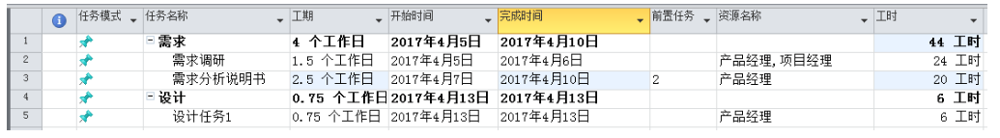 任务模式 任务名称 工期 开始时间 完成时间 前置任务 资源名称 工时
1 需求 4 个工作日 2017年4月5日 2017年4月10日 44 工时
2 需求调研 1.5 个工作日 2017年4月5日 2017年4月6日 产品经理,项目经理 24 工时
3 需求分析说明书 2.5 个工作日 2017年4月7日 2017年4月10日 2 产品经理 20 工时
4 设计 0.75 个工作日 2017年4月13日 2017年4月13日 6 工时
5 设计任务1 0.75 个工作日 2017年4月13日 2017年4月13日 产品经理 6 工时